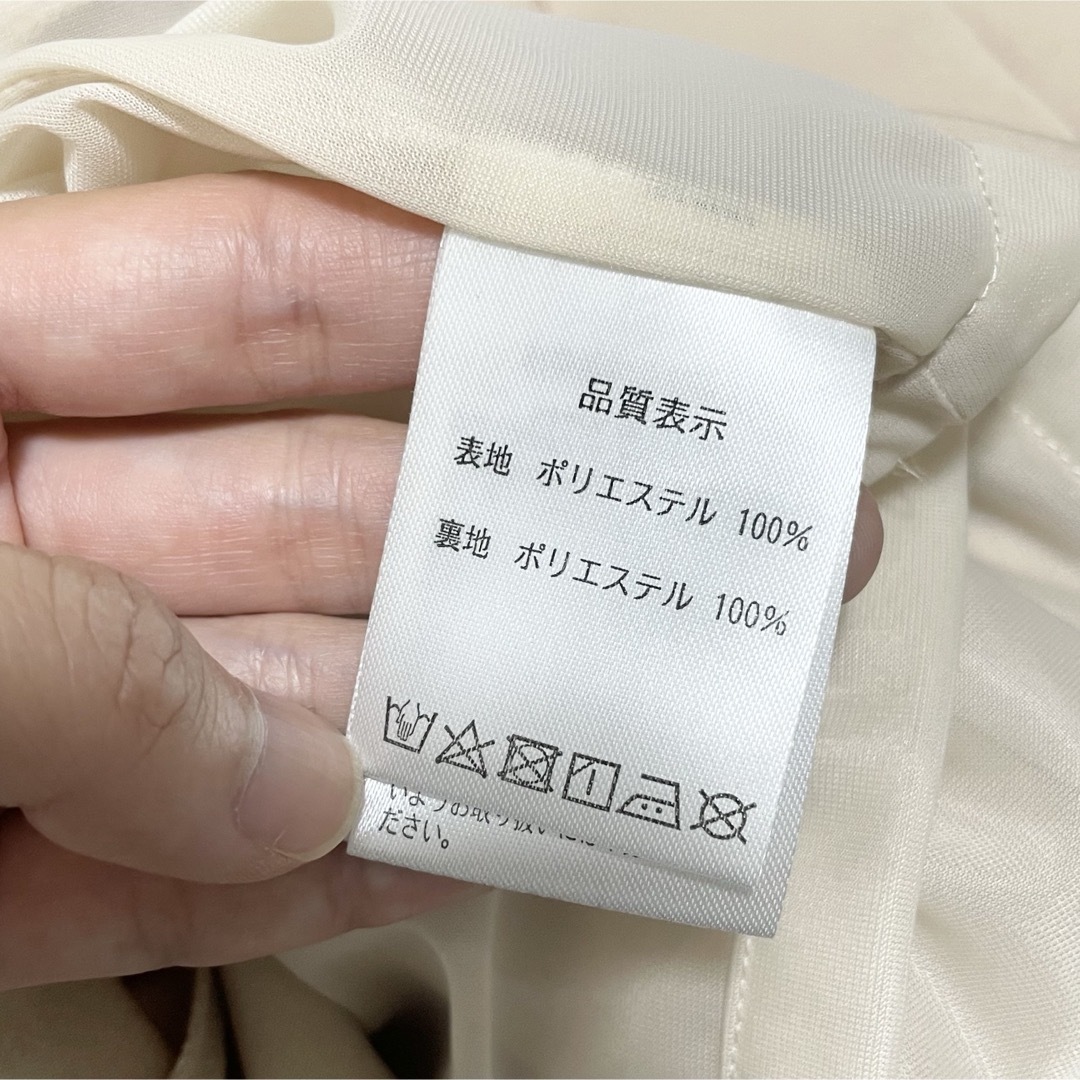 品質表示
表地 ポリエステル 100%
裏地 ポリエステル 100%
ださい。